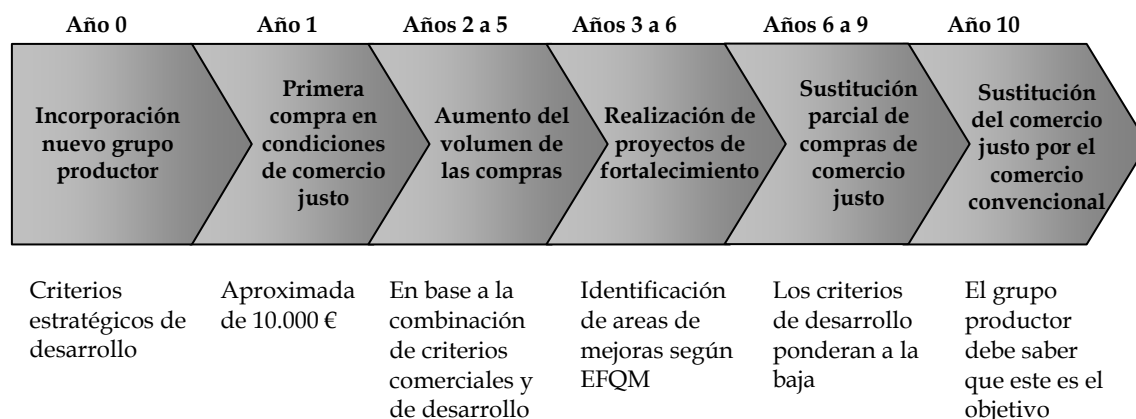 Año 0
Año 1
Años 2 a 5
Años 3 a 6
Años 6 a 9
Año 10
Incorporación
nuevo grupo
productor
Primera
compra en
condiciones
de comercio
justo
Aumento del
volumen de
las compras
Realización de
proyectos de
fortalecimiento
Sustitución
parcial de
compras de
comercio
justo
Sustitución
del comercio
justo por el
comercio
convencional
Criterios
estratégicos de
desarrollo
Aproximada
de 10.000 €
En base a la
combinación
de criterios
comerciales y
de desarrollo
Identificación
de areas de
mejoras según
EFQM
Los criterios
de desarrollo
ponderan a la
baja
El grupo
productor
debe saber
que este es el
objetivo